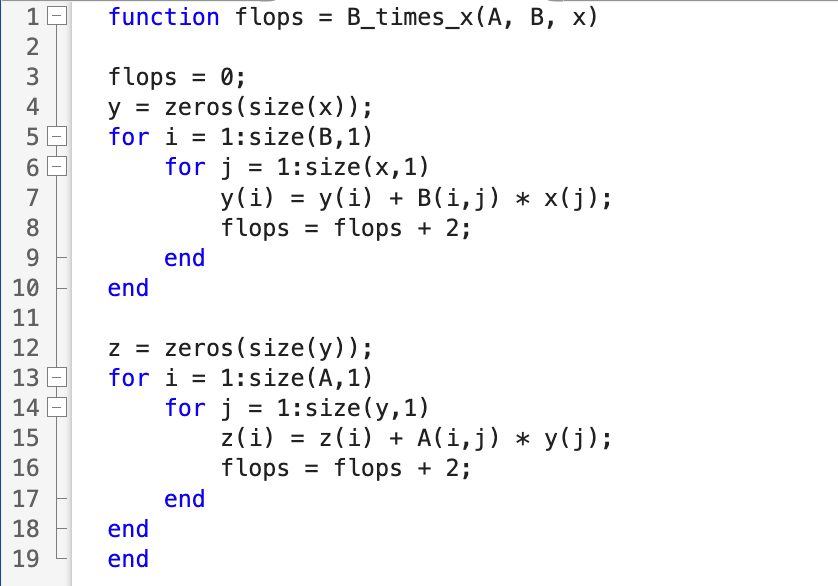 1 function flops = B_times_x(A, B, x)
2
3 flops = 0;
4 y = zeros(size(x));
5 for i = 1:size(B,1)
6     for j = 1:size(x,1)
7         y(i) = y(i) + B(i,j) * x(j);
8         flops = flops + 2;
9     end
10 end
11
12 z = zeros(size(y));
13 for i = 1:size(A,1)
14     for j = 1:size(y,1)
15         z(i) = z(i) + A(i,j) * y(j);
16         flops = flops + 2;
17     end
18 end
19 end